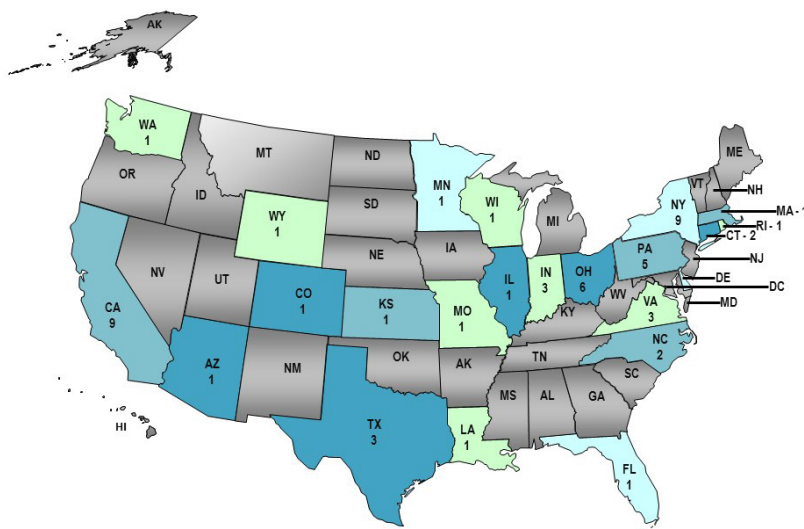 AK
WA
1
MT
ND
ME
OR
ID
MN
1
VT
NH
WI
1
SD
NY
9
MA - 1
RI - 1
CT - 2
WY
1
MI
PA
5
NJ
IA
NE
NV
UT
IL
1
IN
3
OH
6
DE
DC
MD
CA
9
CO
1
KS
1
MO
1
WV
VA
3
KY
NC
2
TN
AZ
1
NM
OK
AK
SC
MS
AL
GA
TX
3
LA
1
HI
FL
1